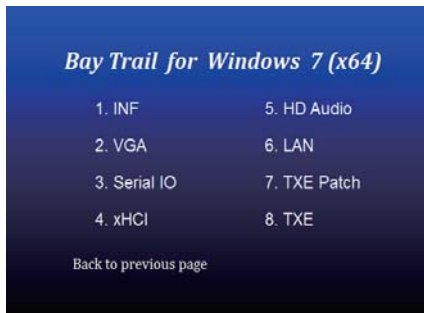 Bay Trail for Windows 7 (x64)
1. INF
2. VGA
3. Serial IO
4. xHCI
5. HD Audio
6. LAN
7. TXE Patch
8. TXE
Back to previous page